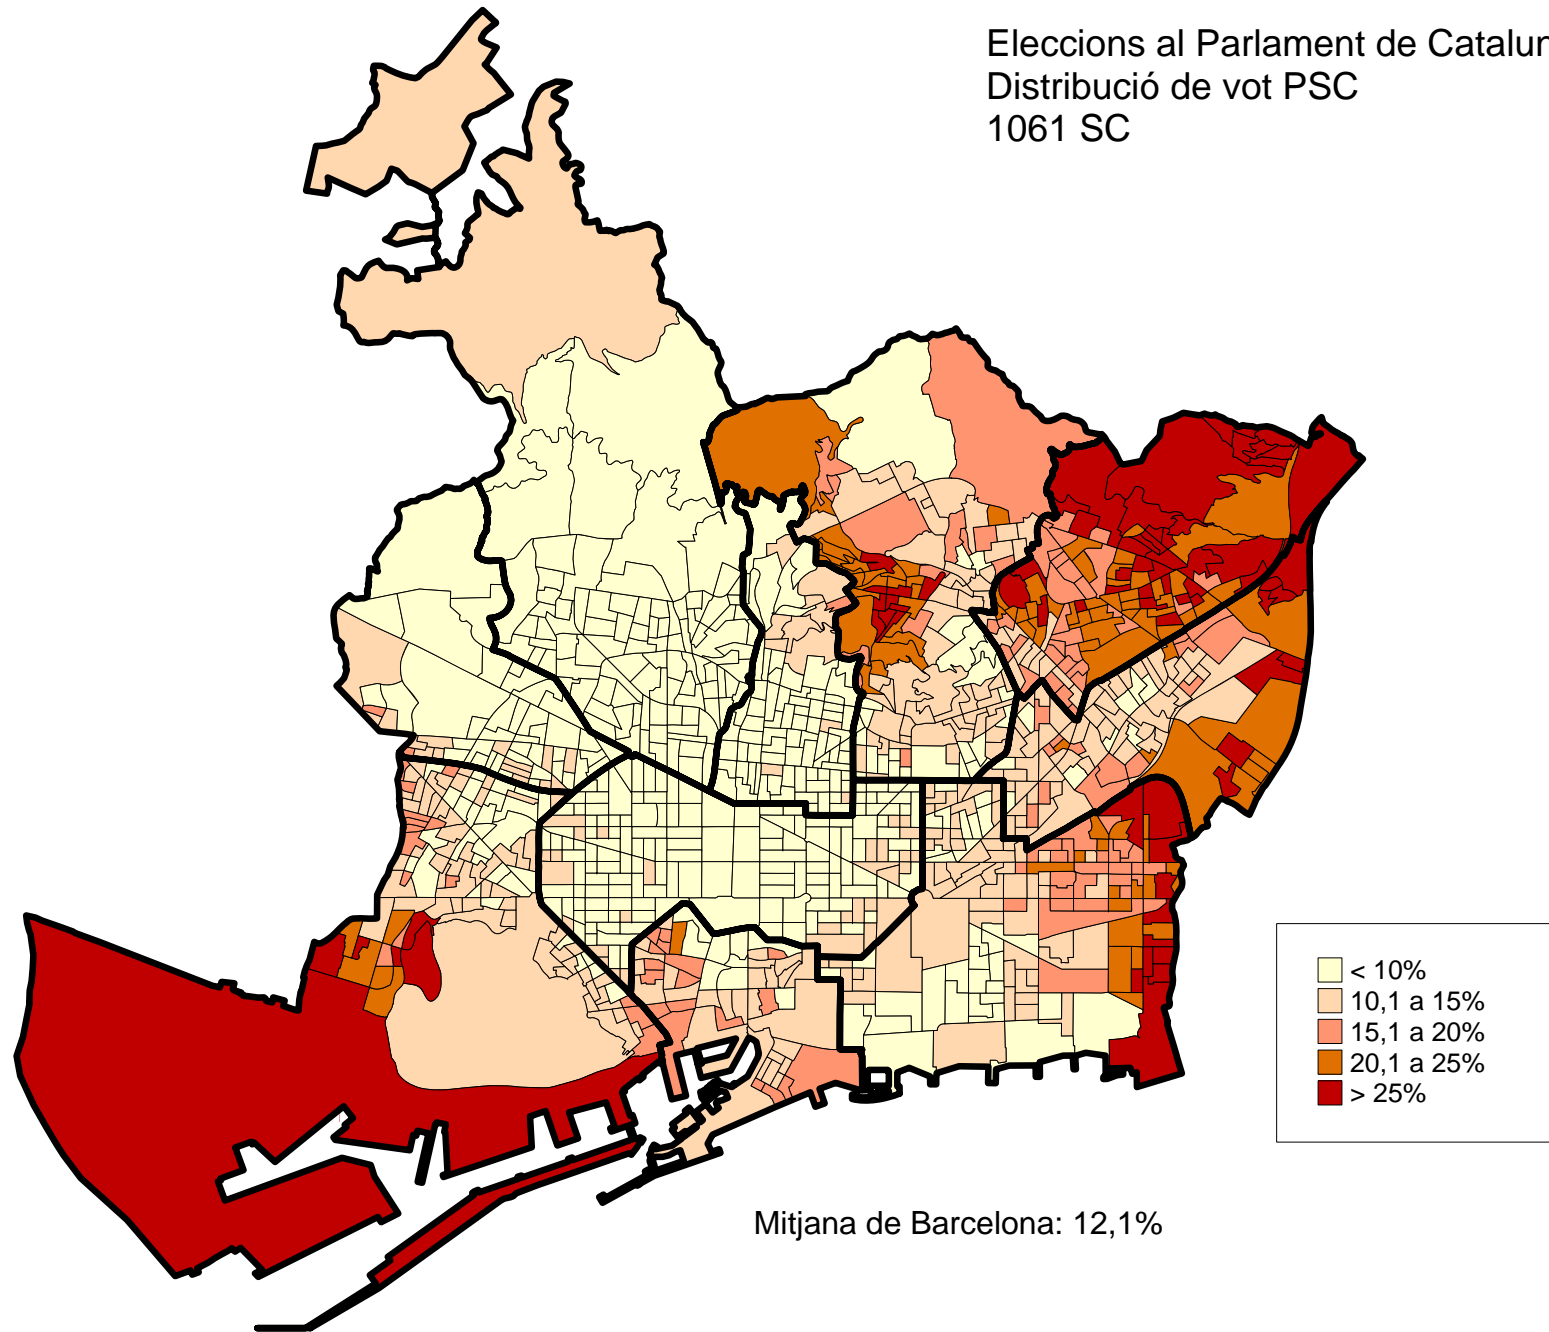 Eleccions al Parlament de Catalun
Distribució de vot PSC
1061 SC
< 10%
10,1 a 15%
15,1 a 20%
20,1 a 25%
> 25%
Mitjana de Barcelona: 12,1%